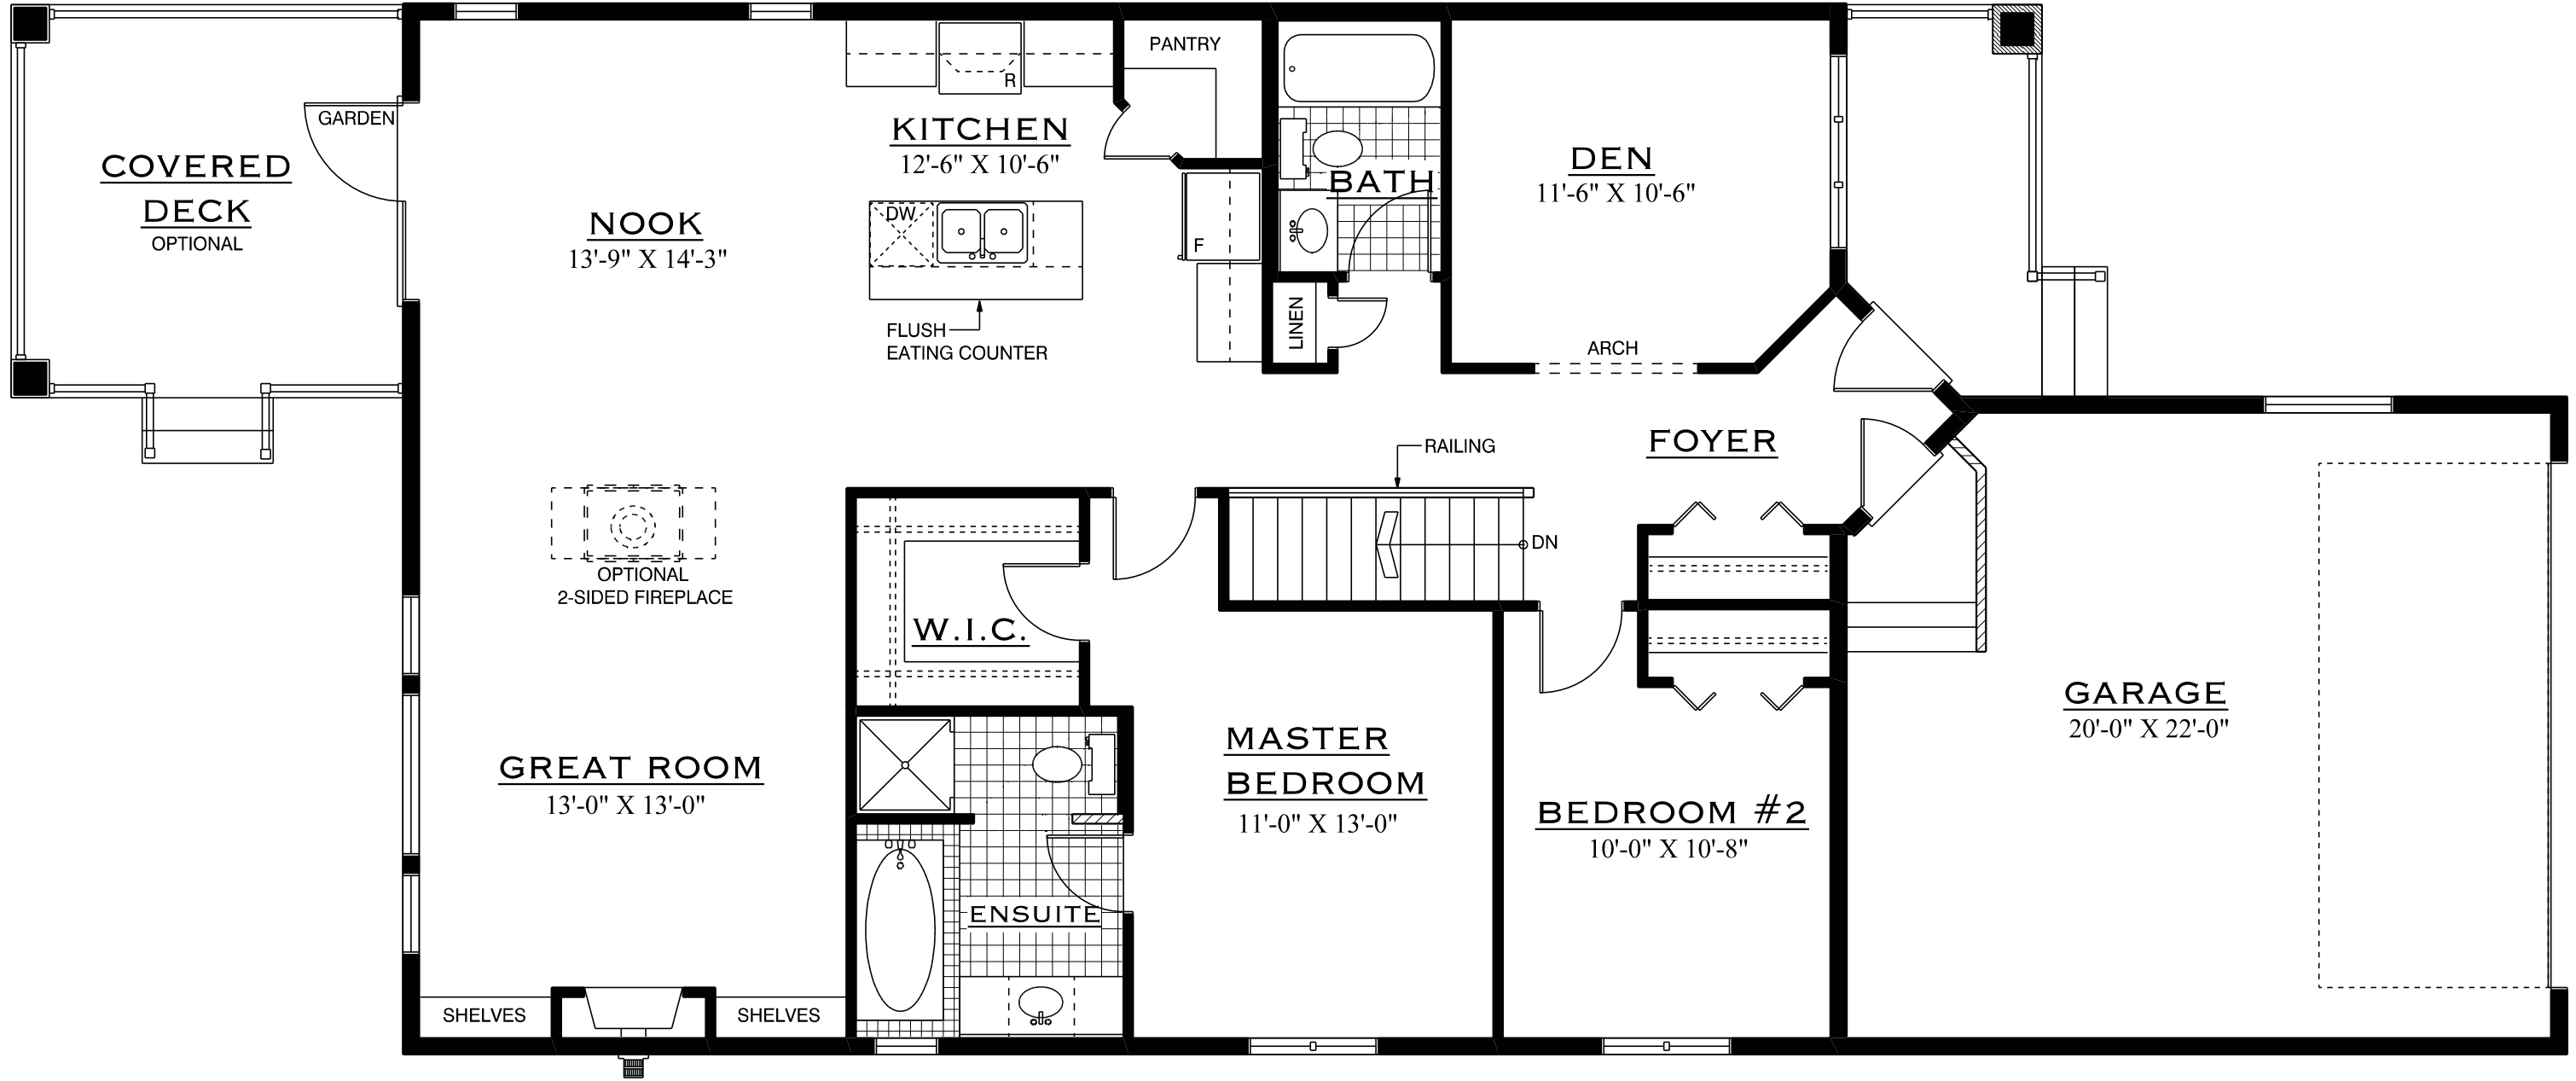 PANTRY
R
GARDEN
KITCHEN
12'-6" X 10'-6"
COVERED
DECK
OPTIONAL
NOOK
13'-9" X 14'-3"
DW
F
FLUSH
EATING COUNTER
BATH
LINEN
DEN
11'-6" X 10'-6"
ARCH
RAILING
FOYER
DN
OPTIONAL
2-SIDED FIREPLACE
W.I.C.
GREAT ROOM
13'-0" X 13'-0"
MASTER
BEDROOM
11'-0" X 13'-0"
BEDROOM #2
10'-0" X 10'-8"
GARAGE
20'-0" X 22'-0"
ENSUITE
SHELVES
SHELVES